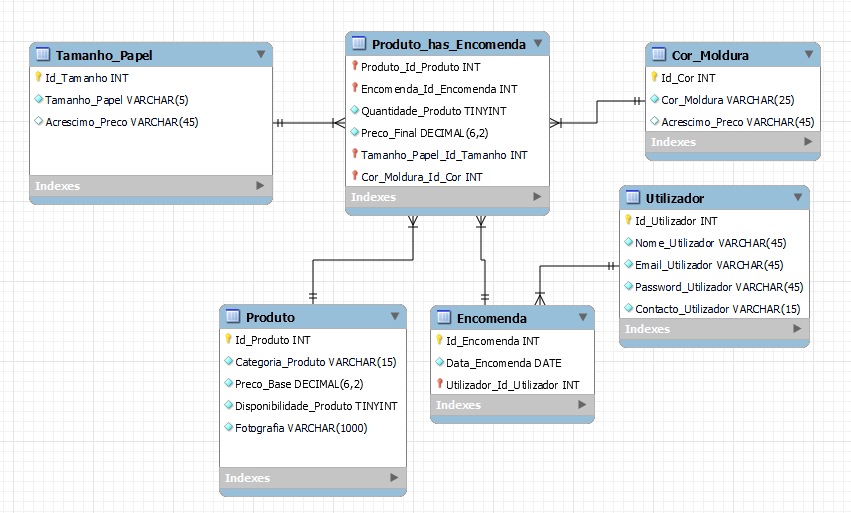 Tamanho_Papel
Id_Tamanho INT
Tamanho_Papel VARCHAR(5)
Acrescimo_Preco VARCHAR(45)
Indexes
Produto_has_Encomenda
Produto_Id_Produto INT
Encomenda_Id_Encomenda INT
Quantidade_Produto TINYINT
Preco_Final DECIMAL(6,2)
Tamanho_Papel_Id_Tamanho INT
Cor_Moldura_Id_Cor INT
Indexes
Cor_Moldura
Id_Cor INT
Cor_Moldura VARCHAR(25)
Acrescimo_Preco VARCHAR(45)
Indexes
Utilizador
Id_Utilizador INT
Nome_Utilizador VARCHAR(45)
Email_Utilizador VARCHAR(45)
Password_Utilizador VARCHAR(45)
Contacto_Utilizador VARCHAR(15)
Indexes
Produto
Id_Produto INT
Categoria_Produto VARCHAR(15)
Preco_Base DECIMAL(6,2)
Disponibilidade_Produto TINYINT
Fotografia VARCHAR(1000)
Indexes
Encomenda
Id_Encomenda INT
Data_Encomenda DATE
Utilizador_Id_Utilizador INT
Indexes